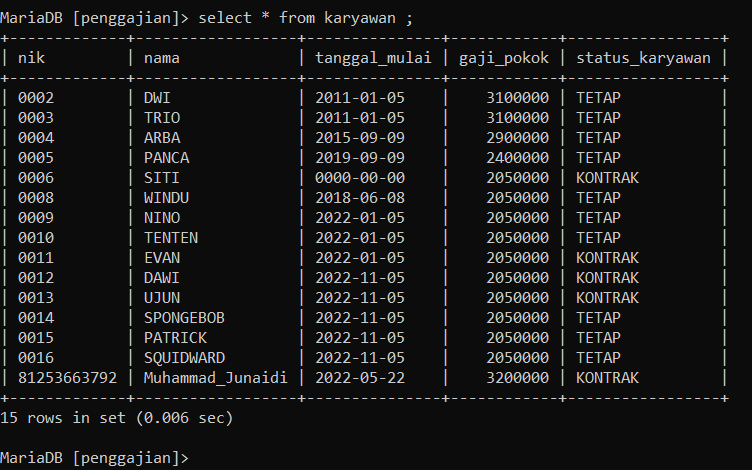 MariaDB [penggajian]> select * from karyawan ;
+-------------+------------------+---------------+------------+-----------------+
| nik         | nama             | tanggal_mulai | gaji_pokok | status_karyawan |
+-------------+------------------+---------------+------------+-----------------+
| 0002        | DWI              | 2011-01-05    |    3100000 | TETAP           |
| 0003        | TRIO             | 2011-01-05    |    3100000 | TETAP           |
| 0004        | ARBA             | 2015-09-09    |    2900000 | TETAP           |
| 0005        | PANCA            | 2019-09-09    |    2400000 | TETAP           |
| 0006        | SITI             | 0000-00-00    |    2050000 | KONTRAK         |
| 0008        | WINDU            | 2018-06-08    |    2050000 | TETAP           |
| 0009        | NINO             | 2022-01-05    |    2050000 | TETAP           |
| 0010        | TENTEN           | 2022-01-05    |    2050000 | TETAP           |
| 0011        | EVAN             | 2022-01-05    |    2050000 | KONTRAK         |
| 0012        | DAWI             | 2022-11-05    |    2050000 | KONTRAK         |
| 0013        | UJUN             | 2022-11-05    |    2050000 | KONTRAK         |
| 0014        | SPONGEBOB        | 2022-11-05    |    2050000 | TETAP           |
| 0015        | PATRICK          | 2022-11-05    |    2050000 | TETAP           |
| 0016        | SQUIDWARD        | 2022-11-05    |    2050000 | TETAP           |
| 81253663792 | Muhammad_Junaidi | 2022-05-22    |    3200000 | KONTRAK         |
+-------------+------------------+---------------+------------+-----------------+
15 rows in set (0.006 sec)
MariaDB [penggajian]>